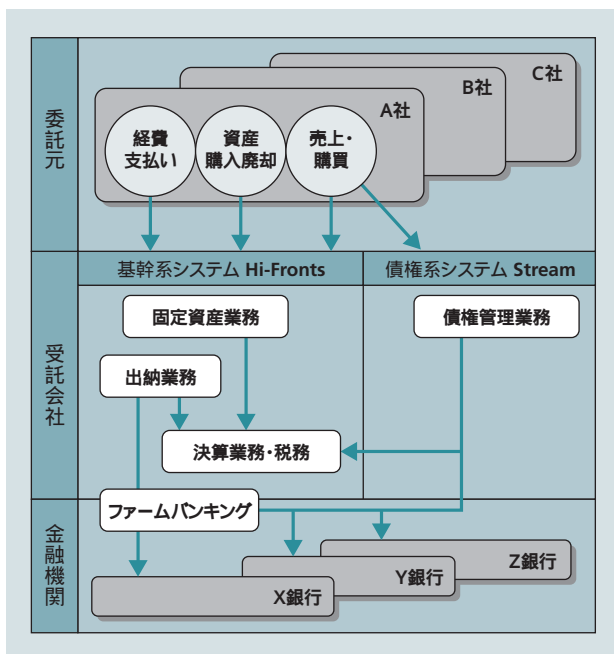 委託元
C社
B社
A社
経費
支払い
資産
購入廃却
売上・
購買
受託会社
基幹系システム Hi-Fronts
債権系システム Stream
固定資産業務
債権管理業務
出納業務
決算業務・税務
ファームバンキング
金融機関
Z銀行
Y銀行
X銀行